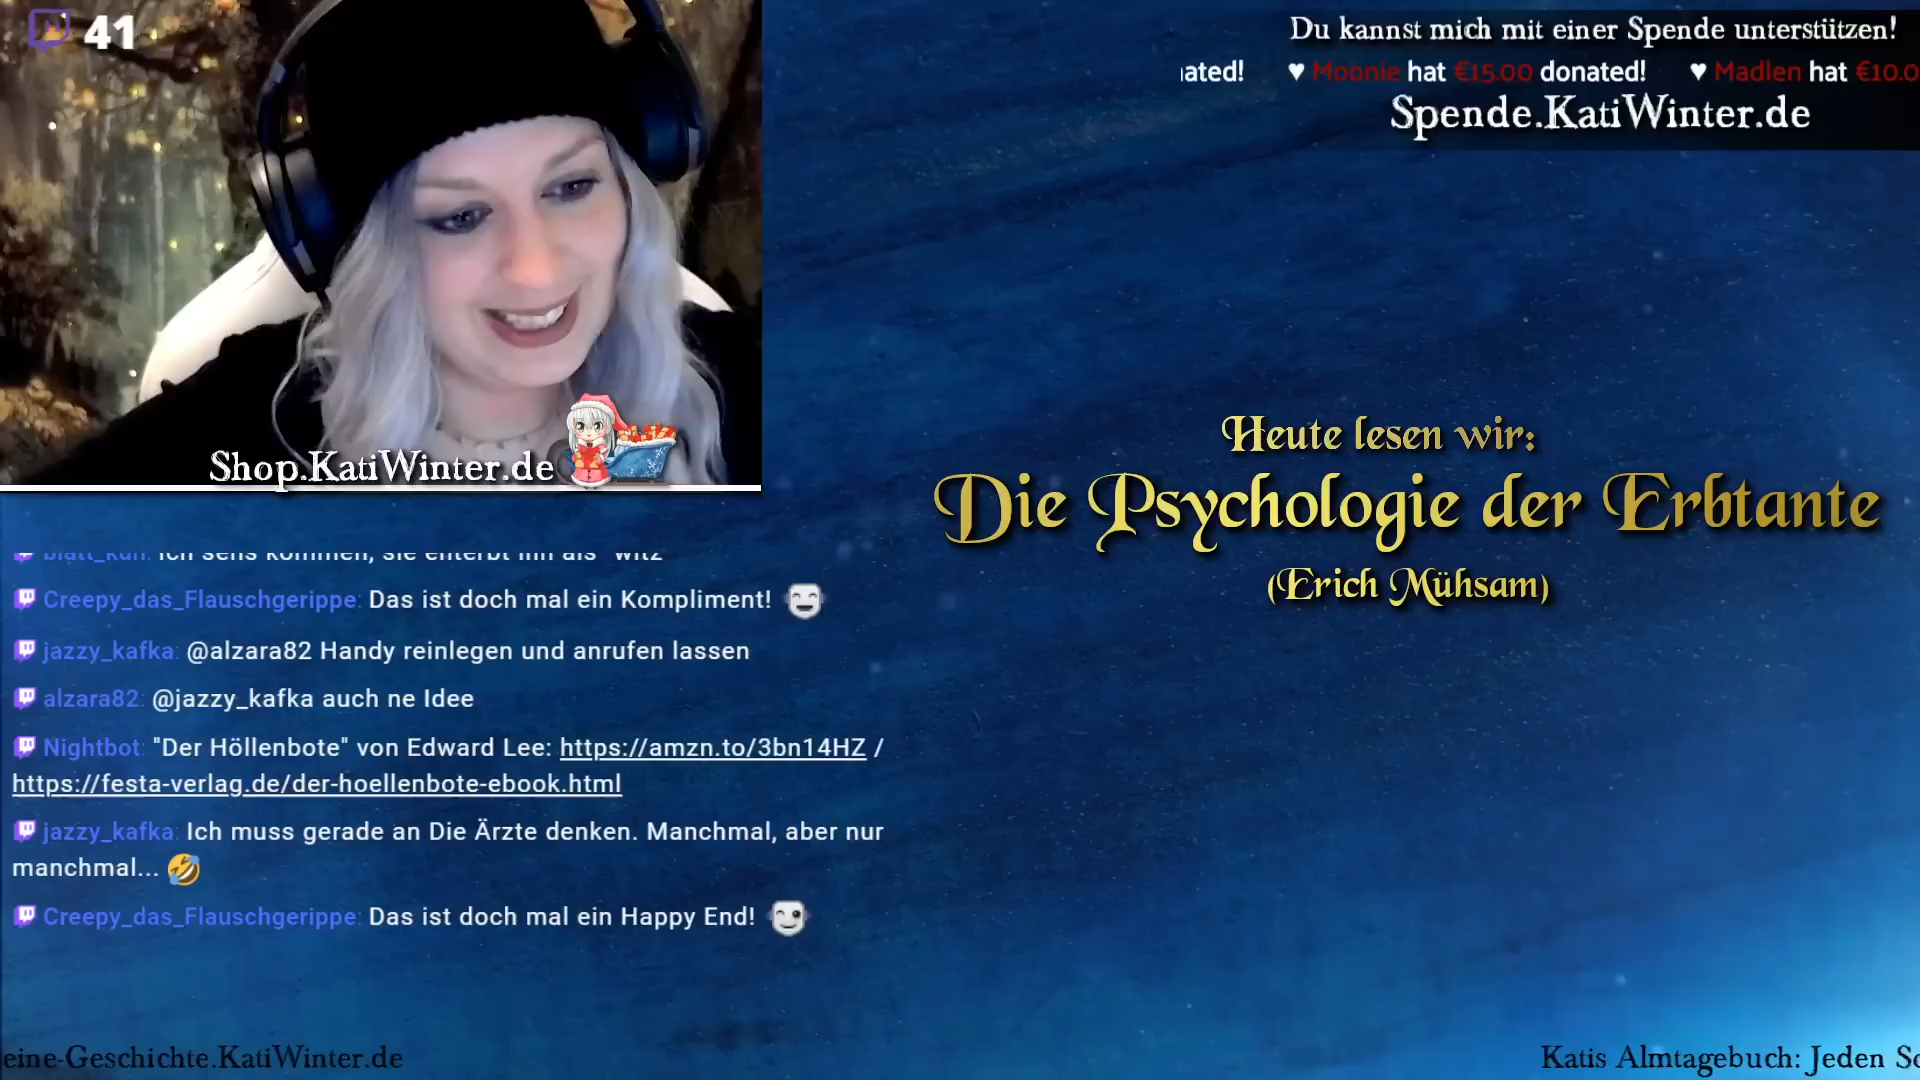 41
Du kannst mich mit einer Spende unterstützen!
ated! ♥ Moonie hat €15.00 donated! ♥ Madlen hat €10.0
Spende.KatiWinter.de
Shop.KatiWinter.de
Heute lesen wir:
Die Psychologie der Erbtante
(Erich Mühsam)
Creepy_das_Flauschgerippe: Das ist doch mal ein Kompliment!
jazzy_kafka: @alzara82 Handy reinlegen und anrufen lassen
alzara82: @jazzy_kafka auch ne Idee
Nightbot: "Der Höllenbote" von Edward Lee: https://amzn.to/3bn14HZ /
https://festa-verlag.de/der-hoellenbote-ebook.html
jazzy_kafka: Ich muss gerade an Die Ärzte denken. Manchmal, aber nur
manchmal... 🤣
Creepy_das_Flauschgerippe: Das ist doch mal ein Happy End!
eine-Geschichte.KatiWinter.de
Katis Almtagebuch: Jeden So